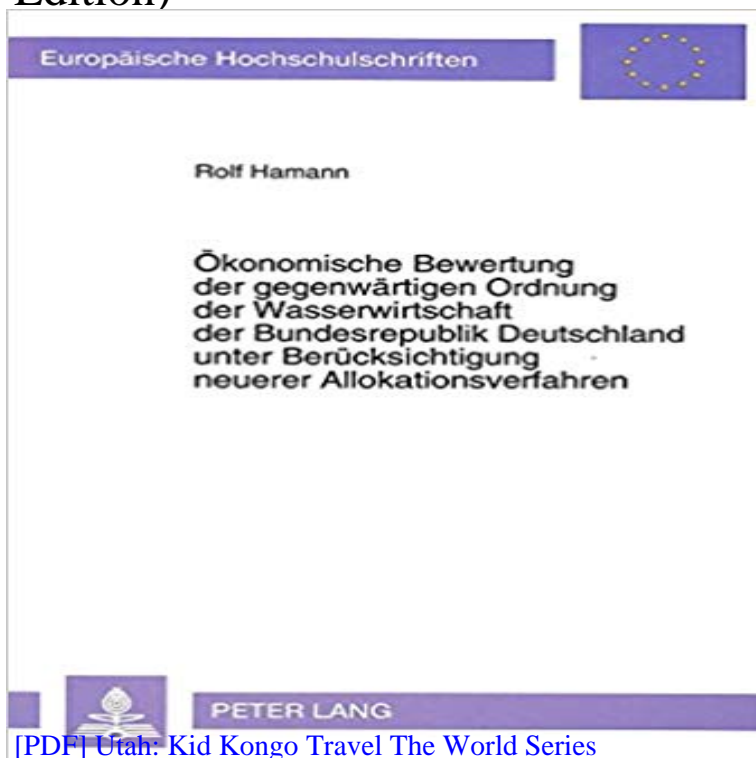 Edition)
Europäische Hochschulschriften
Rolf Hamann
Ökonomische Bewertung
der gegenwärtigen Ordnung
der Wasserwirtschaft
der Bundesrepublik Deutschland
unter Berücksichtigung
neuerer Allokationsverfahren
PETER LANG
[PDF] Utah: Kid Kongo Travel The World Series